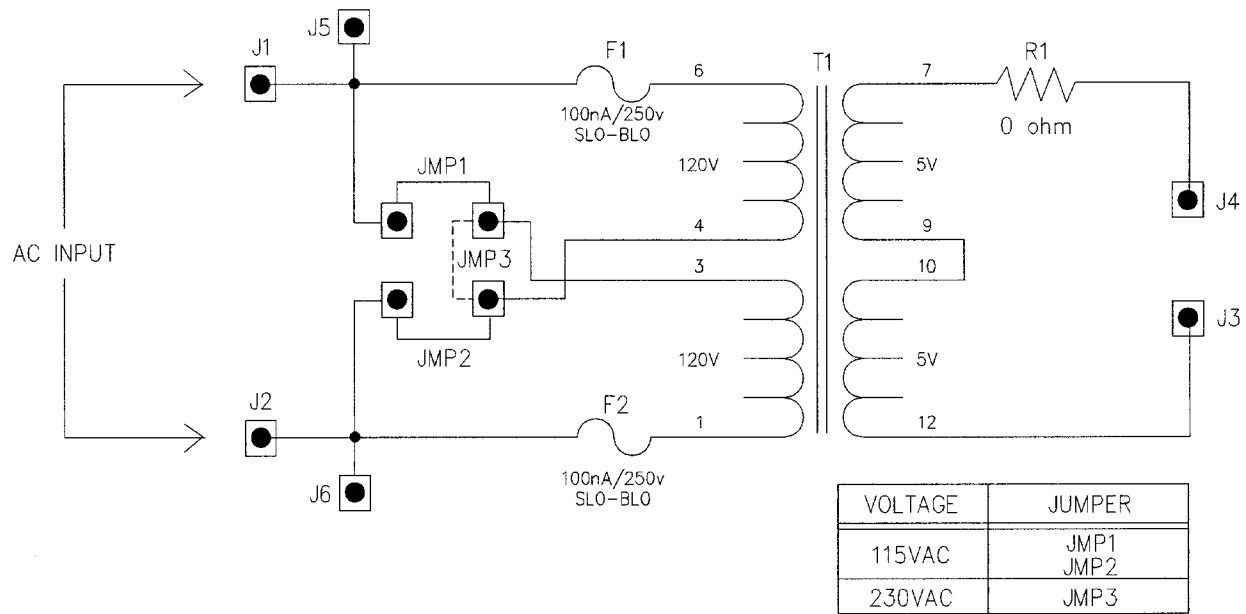 J5
J1
F1
6
T1
7
R1
100nA/250v
SLO-BLO
0 ohm
JMP1
120V
5V
J4
4
9
AC INPUT
JMP3
3
10
J3
JMP2
120V
5V
J2
F2
1
12
100nA/250v
SLO-BLO
J6
VOLTAGE JUMPER
115VAC JMP1
JMP2
230VAC JMP3